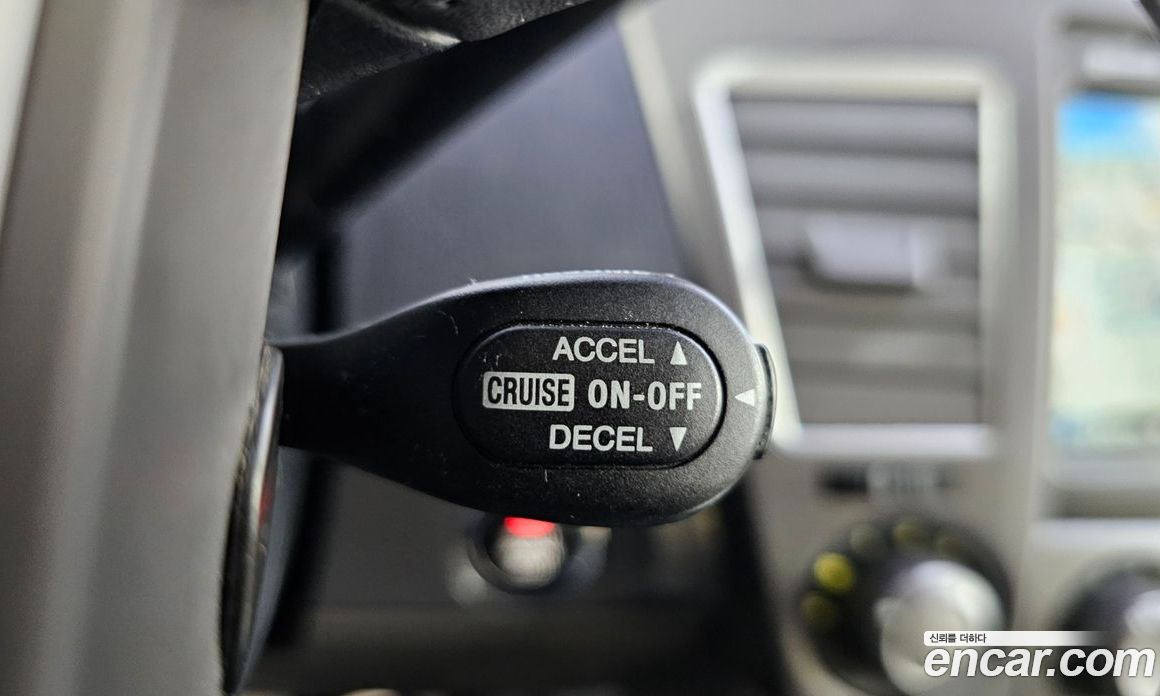 ACCEL ▲
CRUISE ON-OFF ◀
DECEL ▼
신뢰를 더하다
encar.com